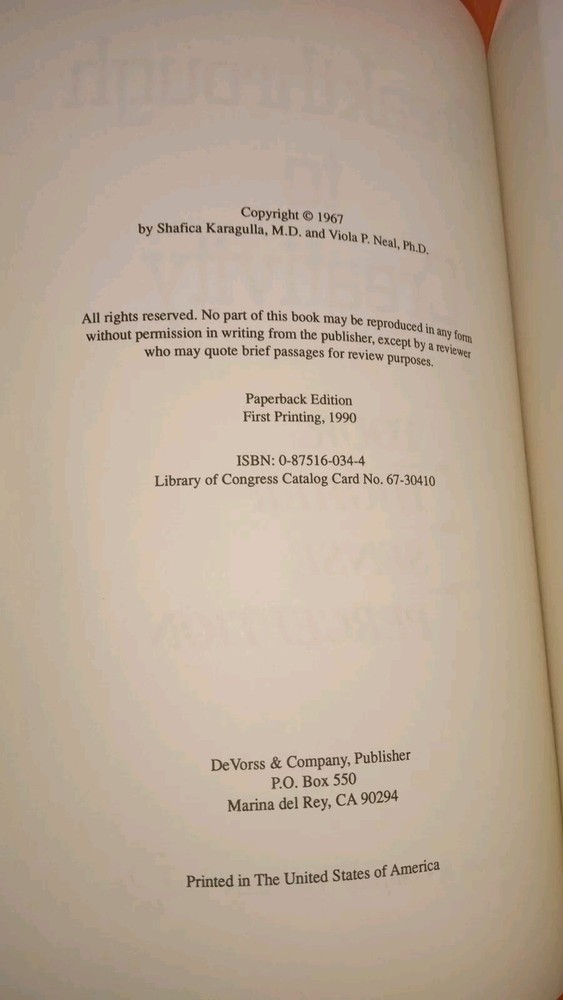 Copyright © 1967
by Shafica Karagulla, M.D. and Viola P. Neal, Ph.D.
All rights reserved. No part of this book may be reproduced in any form
without permission in writing from the publisher, except by a reviewer
who may quote brief passages for review purposes.
Paperback Edition
First Printing, 1990
ISBN: 0-87516-034-4
Library of Congress Catalog Card No. 67-30410
DeVorss & Company, Publisher
P.O. Box 550
Marina del Rey, CA 90294
Printed in The United States of America